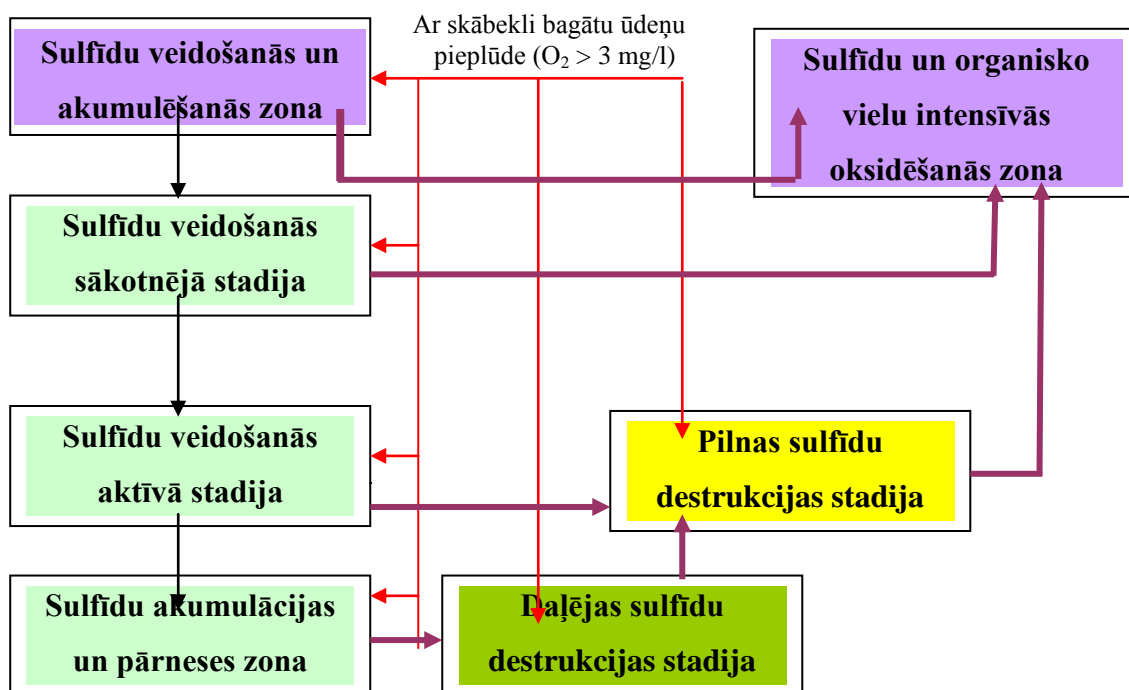 Ar skābekli bagātu ūdeņu
pieplūde (O₂ > 3 mg/l)
Sulfīdu veidošanās un
akumulēšanās zona
Sulfīdu un organisko
vielu intensīvās
oksidēšanās zona
Sulfīdu veidošanās
sākotnējā stadija
Sulfīdu veidošanās
aktīvā stadija
Pilnas sulfīdu
destrukcijas stadija
Sulfīdu akumulācijas
un pārneses zona
Daļējas sulfīdu
destrukcijas stadija